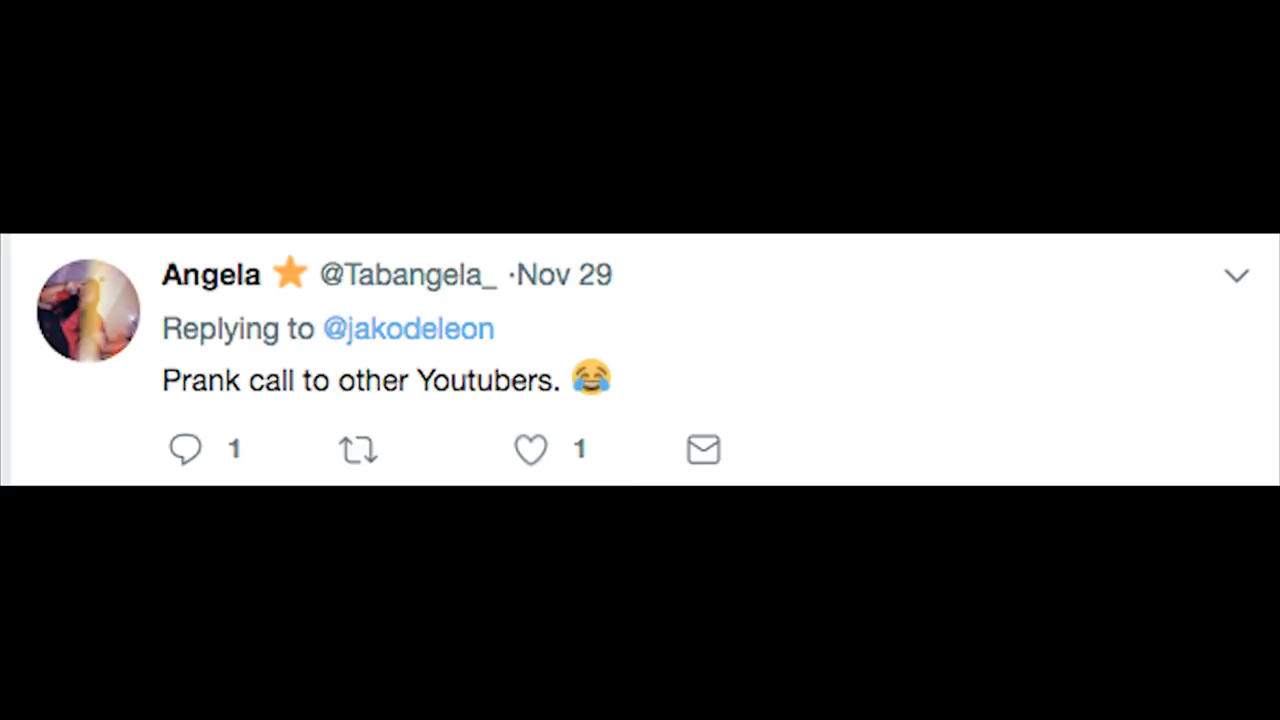 Angela ⭐ @Tabangela_ ·Nov 29
Replying to @jakodeleon
Prank call to other Youtubers. 😂
1 1